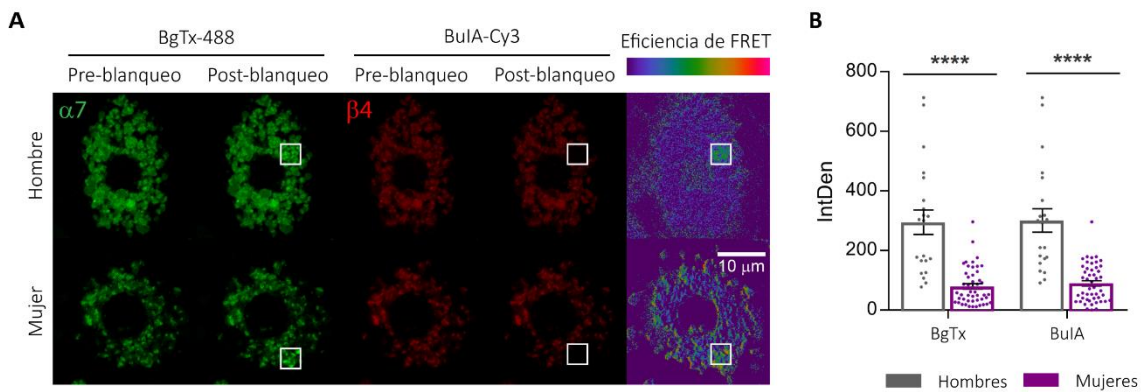 A
BgTx-488
BuIA-Cy3
Eficiencia de FRET
Pre-blanqueo
Post-blanqueo
Pre-blanqueo
Post-blanqueo
α7
β4
Hombre
Mujer
10 μm
B
****
****
800
600
400
200
0
IntDen
BgTx
BuIA
Hombres
Mujeres